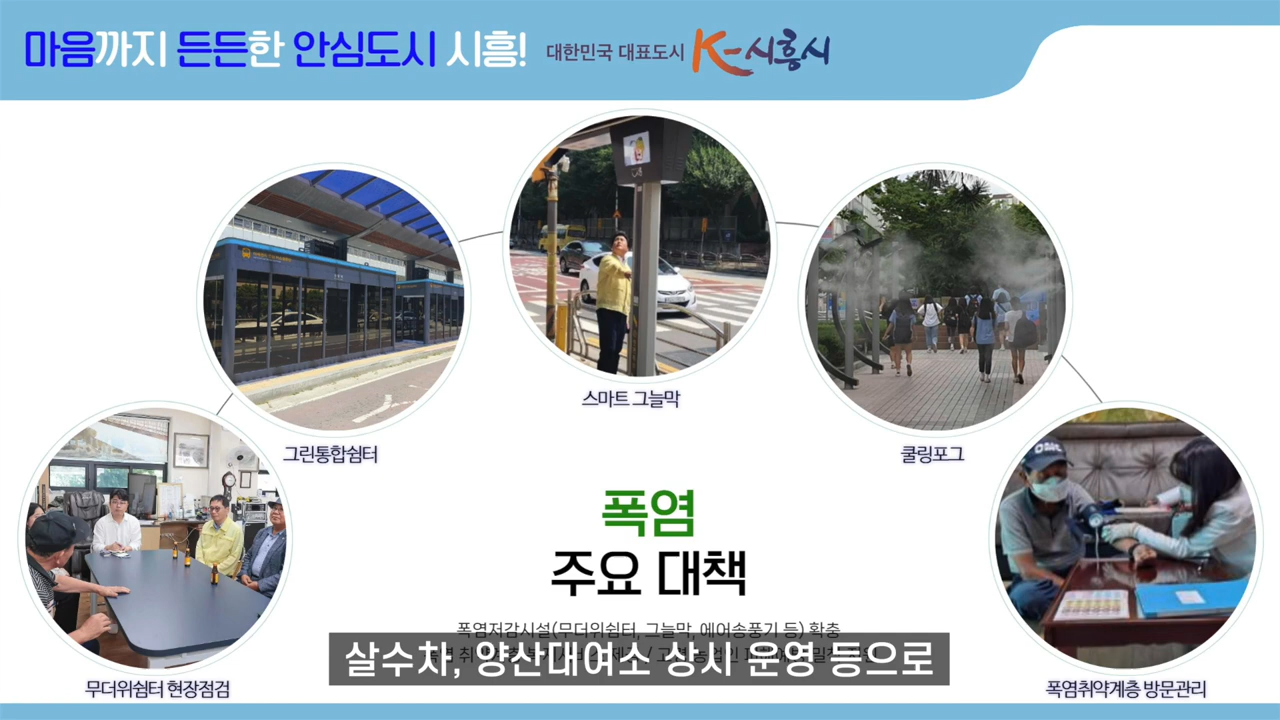 마음까지 든든한 안심도시 시흥!
대한민국 대표도시 K-시흥시
스마트 그늘막
그린통합쉼터
쿨링포그
폭염
주요 대책
폭염저감시설(무더위쉼터, 그늘막, 에어송풍기 등) 확충
살수차, 양산대여소 상시 운영 등으로
무더위쉼터 현장점검
폭염취약계층 방문관리